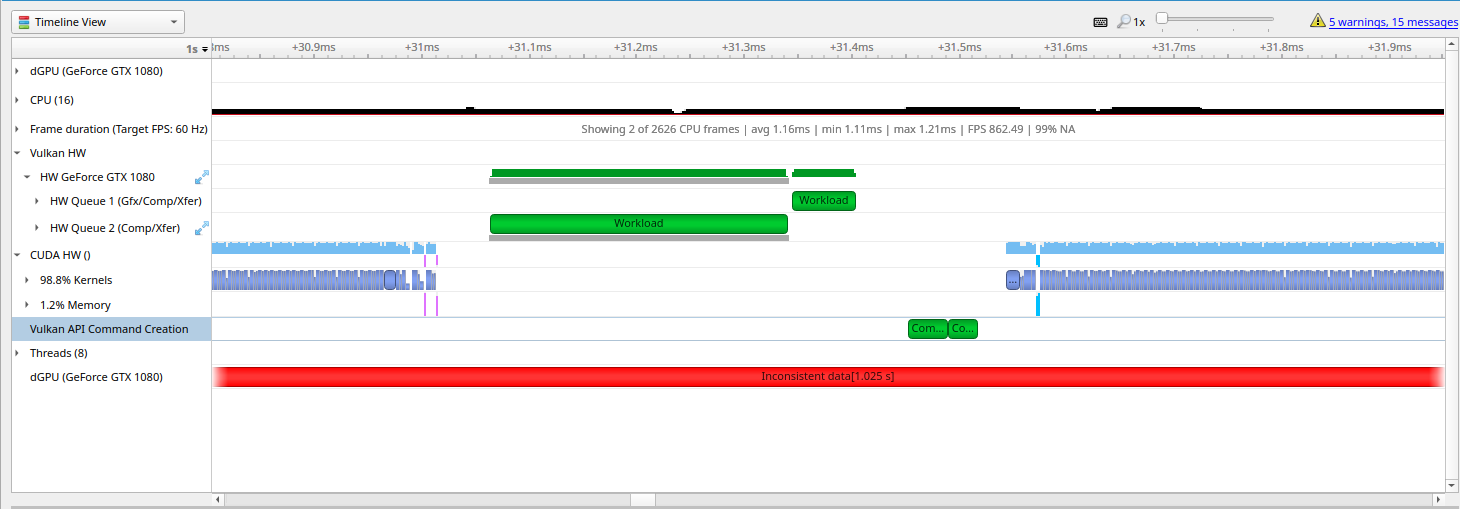 Timeline View
1x
5 warnings, 15 messages
1s
3ms +30.9ms +31ms +31.1ms +31.2ms +31.3ms +31.4ms +31.5ms +31.6ms +31.7ms +31.8ms +31.9ms
dGPU (GeForce GTX 1080)
CPU (16)
Frame duration (Target FPS: 60 Hz)
Showing 2 of 2626 CPU frames | avg 1.16ms | min 1.11ms | max 1.21ms | FPS 862.49 | 99% NA
Vulkan HW
HW GeForce GTX 1080
HW Queue 1 (Gfx/Comp/Xfer)
Workload
HW Queue 2 (Comp/Xfer)
Workload
CUDA HW ()
98.8% Kernels
...
1.2% Memory
Vulkan API Command Creation
Com... Co...
Threads (8)
dGPU (GeForce GTX 1080)
Inconsistent data[1.025 s]